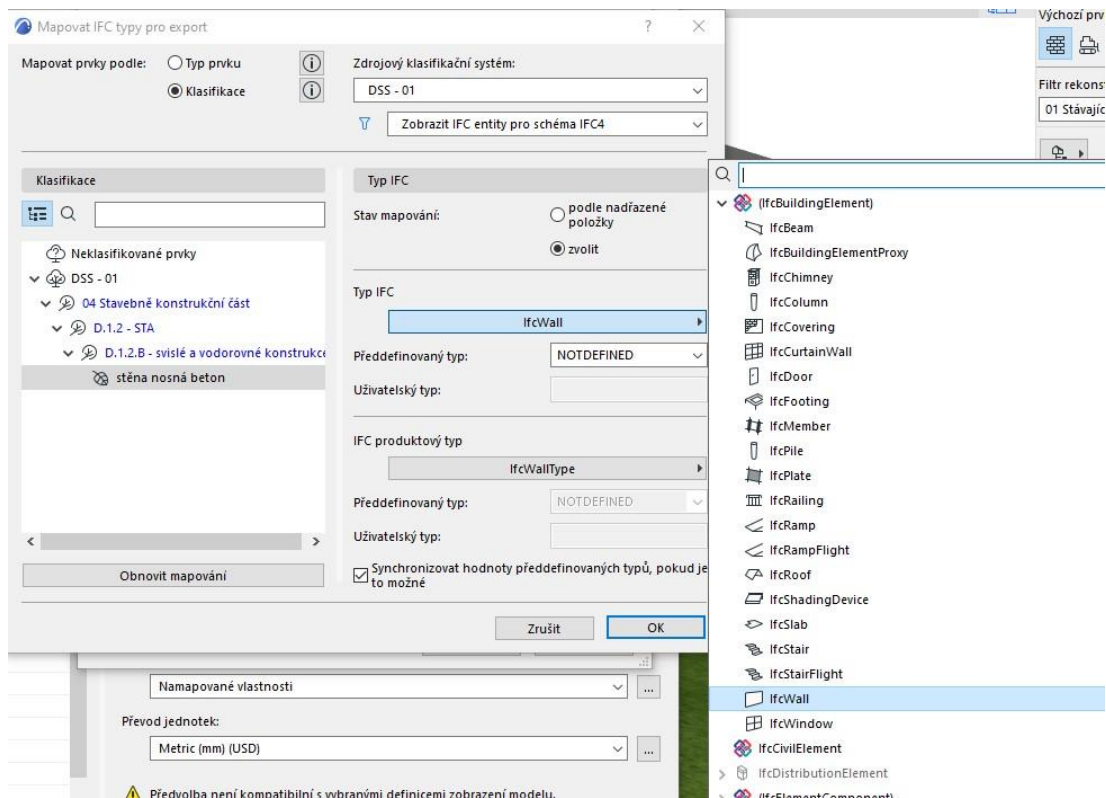 Mapovat IFC typy pro export
?
Mapovat prvky podle:
Typ prvku
Klasifikace
Zdrojový klasifikační systém:
DSS - 01
Zobrazit IFC entity pro schéma IFC4
Klasifikace
Neklasifikované prvky
DSS - 01
04 Stavebně konstrukční část
D.1.2 - STA
D.1.2.B - svislé a vodorovné konstrukce
stěna nosná beton
Obnovit mapování
Typ IFC
Stav mapování:
podle nadřazené
položky
zvolit
Typ IFC
IfcWall
Předdefinovaný typ:
NOTDEFINED
Uživatelský typ:
IFC produktový typ
IfcWallType
Předdefinovaný typ:
NOTDEFINED
Uživatelský typ:
Synchronizovat hodnoty předdefinovaných typů, pokud je
to možné
Zrušit
OK
Namapované vlastnosti
...
Převod jednotek:
Metric (mm) (USD)
...
Předvolba není kompatibilní s vybranými definicemi zobrazení modelu.
Výchozí prv
Filtr rekons
01 Stávajíc
(IfcBuildingElement)
IfcBeam
IfcBuildingElementProxy
IfcChimney
IfcColumn
IfcCovering
IfcCurtainWall
IfcDoor
IfcFooting
IfcMember
IfcPile
IfcPlate
IfcRailing
IfcRamp
IfcRampFlight
IfcRoof
IfcShadingDevice
IfcSlab
IfcStair
IfcStairFlight
IfcWall
IfcWindow
IfcCivilElement
IfcDistributionElement
(IfcElementComponent)